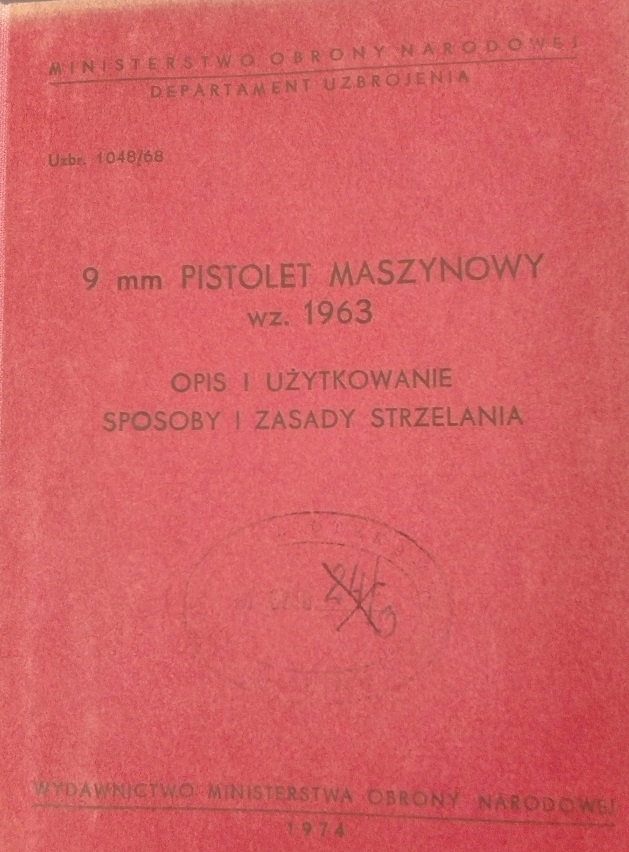 MINISTERSTWO OBRONY NARODOWEJ
DEPARTAMENT UZBROJENIA
Uzbr. 1048/68
9 mm PISTOLET MASZYNOWY
wz. 1963
OPIS I UŻYTKOWANIE
SPOSOBY I ZASADY STRZELANIA
WYDAWNICTWO MINISTERSTWA OBRONY NARODOWEJ
1974